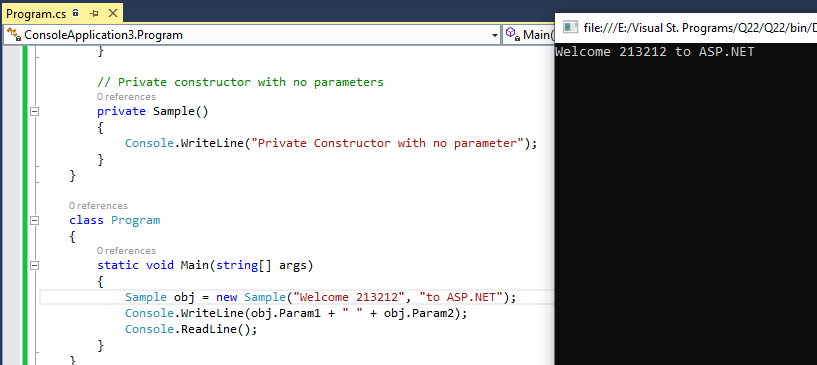 Program.cs
ConsoleApplication3.Program
Main(
}
// Private constructor with no parameters
0 references
private Sample()
{
Console.WriteLine("Private Constructor with no parameter");
}
}
0 references
class Program
{
0 references
static void Main(string[] args)
{
Sample obj = new Sample("Welcome 213212", "to ASP.NET");
Console.WriteLine(obj.Param1 + " " + obj.Param2);
Console.ReadLine();
}
}
file:///E:/Visual St. Programs/Q22/Q22/bin/D
Welcome 213212 to ASP.NET